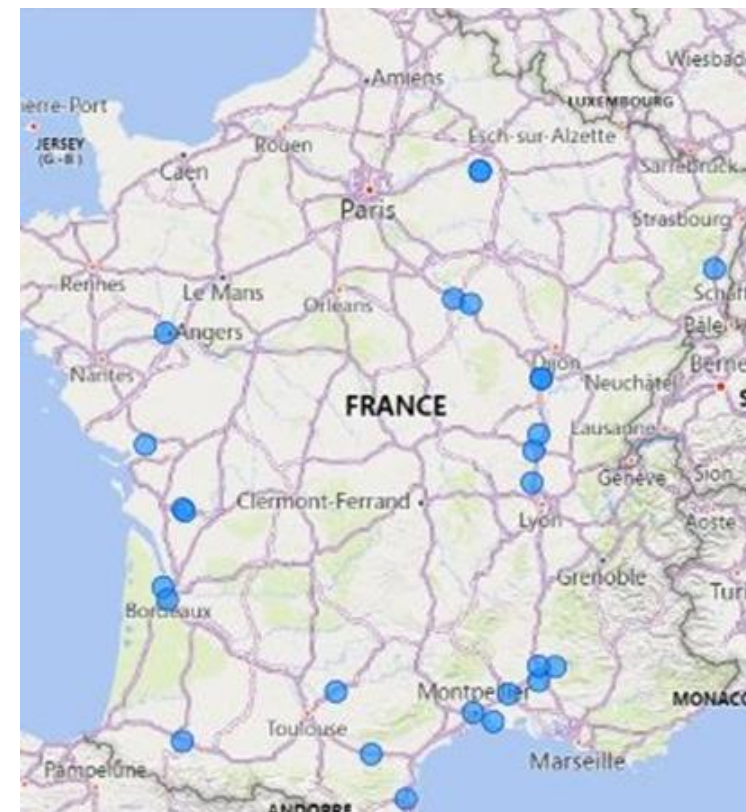 Amiens
Wiesbad
erre-Port
LUXEMBOURG
JERSEY
(G.-B.)
Rouen
Esch-sur-Alzette
Caen
Sarrebruck
Paris
Strasbourg
Rennes
Le Mans
Orléans
Schaff
Angers
Bâle
Dijon
Berne
Nantes
Neuchâtel
FRANCE
S
Lausanne
Clermont-Ferrand
Genève
Sion
Lyon
Aoste
Grenoble
Turi
Bordeaux
Montpellier
MONACO
Toulouse
Marseille
Pampelune
ANDORRE